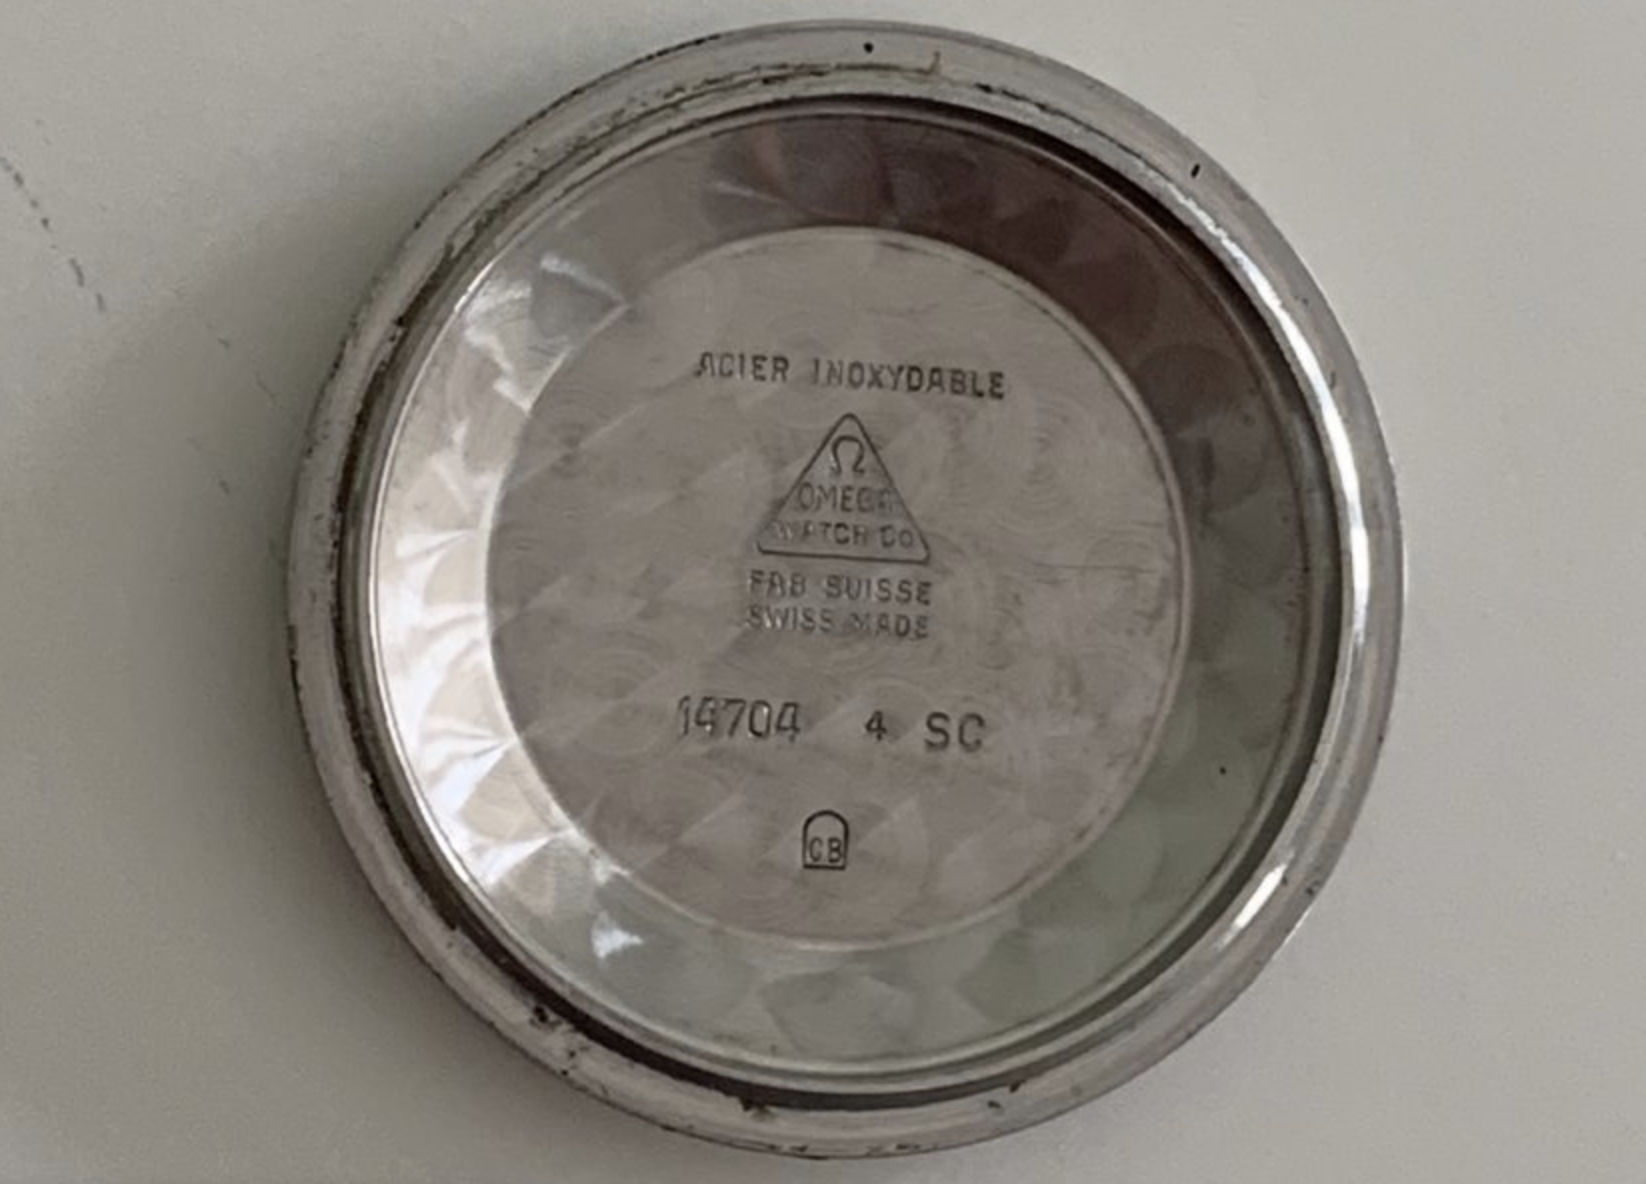 ACIER INOXYDABLE
Ω
OMEGA
WATCH CO
FAB SUISSE
SWISS MADE
14704 4 SC
CB